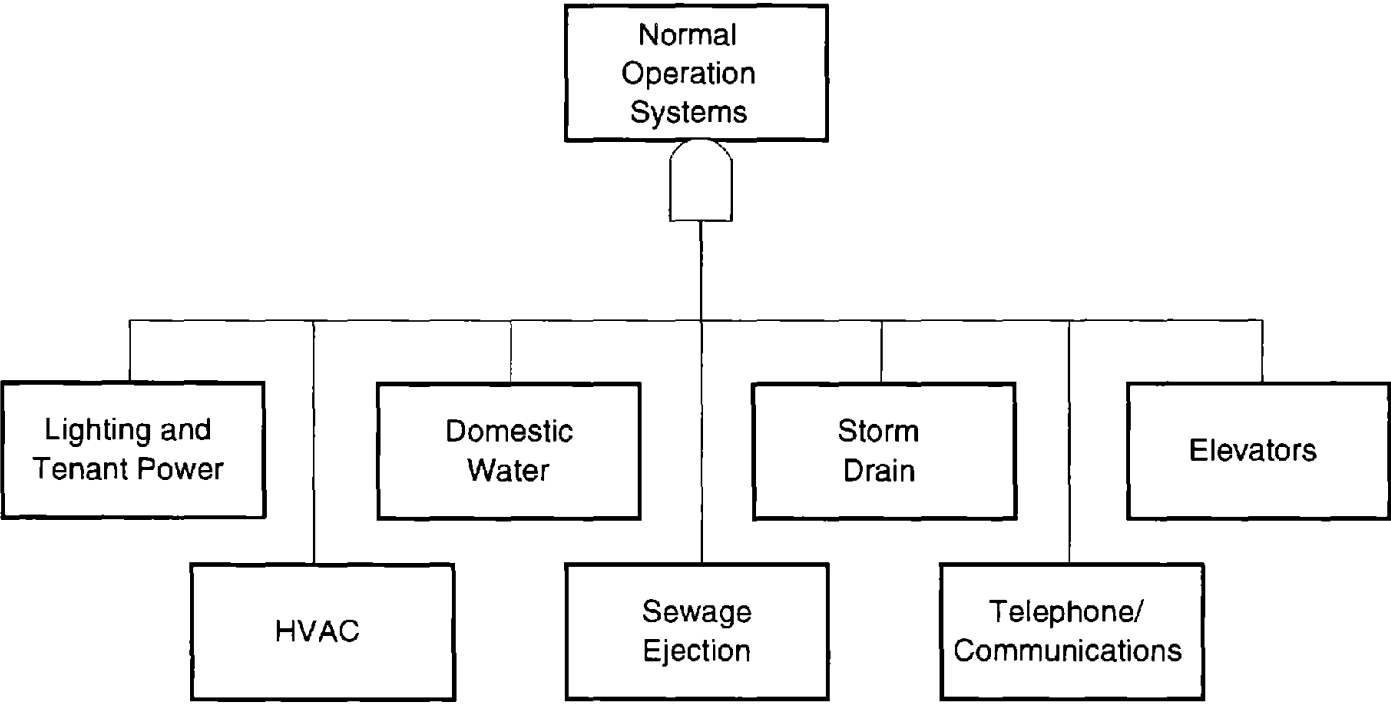 Normal
Operation
Systems
Lighting and
Tenant Power
Domestic
Water
Storm
Drain
Elevators
HVAC
Sewage
Ejection
Telephone/
Communications